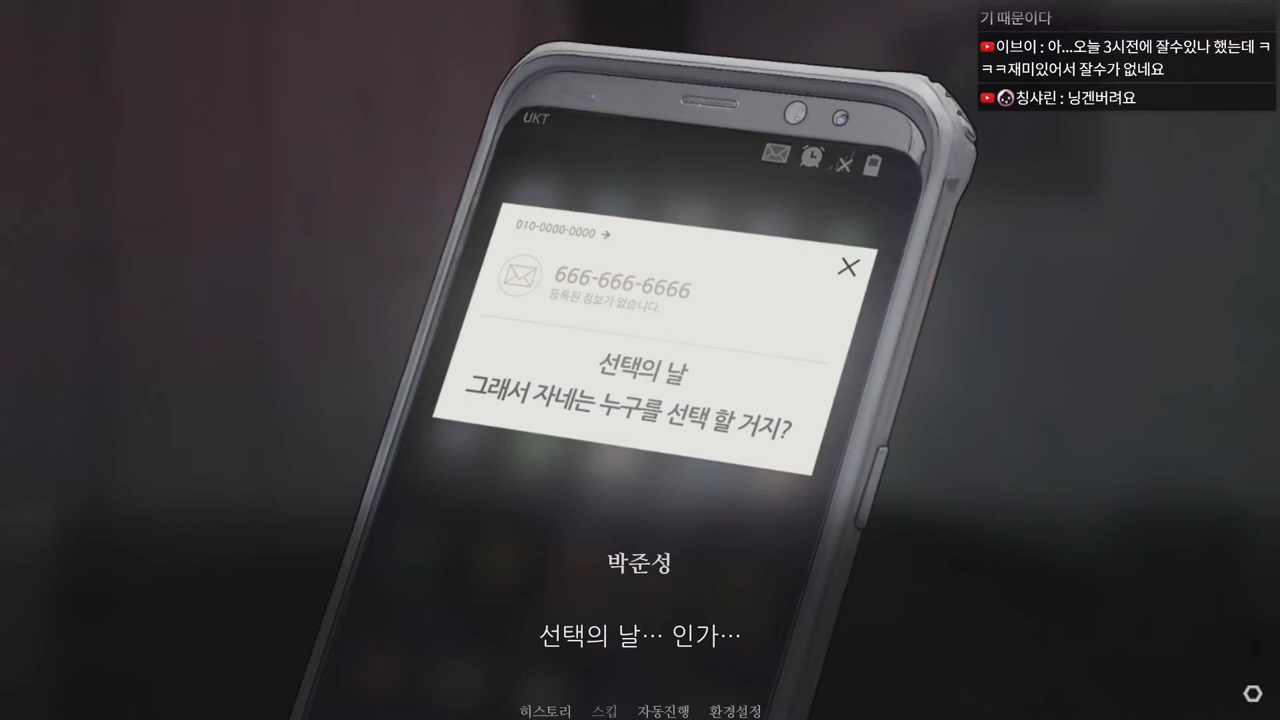 기 때문이다
이브이 : 아...오늘 3시전에 잘수있나 했는데 ㅋ
ㅋㅋ재미있어서 잘수가 없네요
칭샤린 : 닝겐버려요
UKT
010-0000-0000 →
666-666-6666
등록된 정보가 없습니다.
선택의 날
그래서 자네는 누구를 선택 할 거지?
박준성
선택의 날… 인가…
히스토리 스킵 자동진행 환경설정